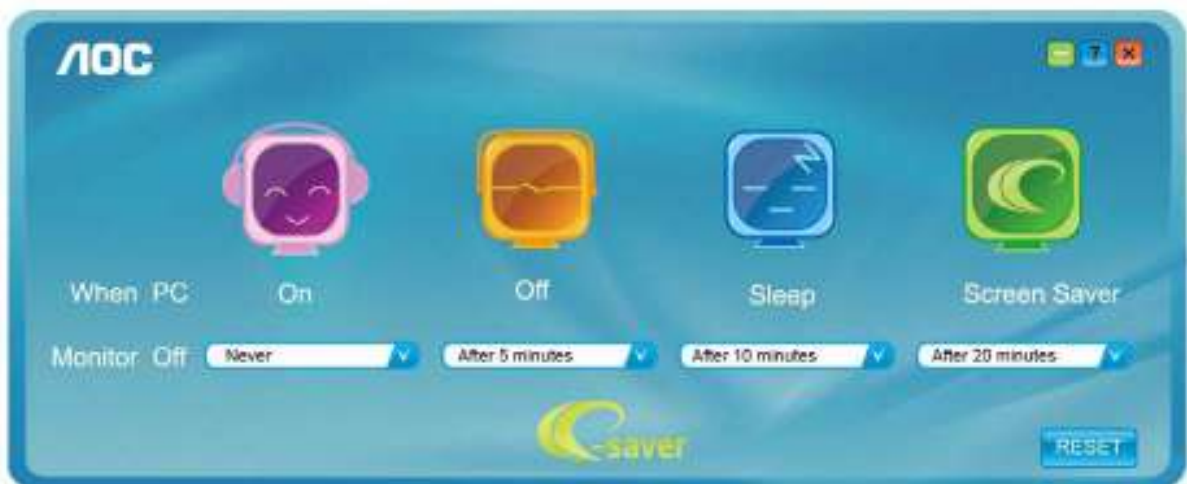 AOC
?
When PC On Off Sleep Screen Saver
Monitor Off Never After 5 minutes After 10 minutes After 20 minutes
e-saver
RESET